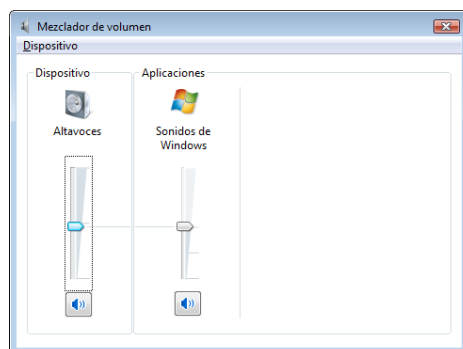 Mezclador de volumen
Dispositivo
Dispositivo
Aplicaciones
Altavoces
Sonidos de
Windows